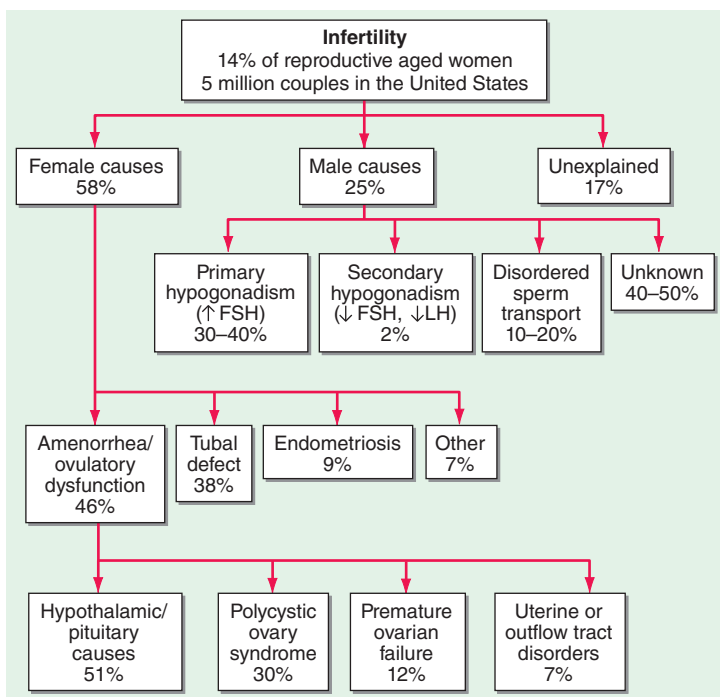 Infertility
14% of reproductive aged women
5 million couples in the United States
Female causes
58%
Male causes
25%
Unexplained
17%
Primary
hypogonadism
(↑ FSH)
30–40%
Secondary
hypogonadism
(↓ FSH, ↓LH)
2%
Disordered
sperm
transport
10–20%
Unknown
40–50%
Amenorrhea/
ovulatory
dysfunction
46%
Tubal
defect
38%
Endometriosis
9%
Other
7%
Hypothalamic/
pituitary
causes
51%
Polycystic
ovary
syndrome
30%
Premature
ovarian
failure
12%
Uterine or
outflow tract
disorders
7%